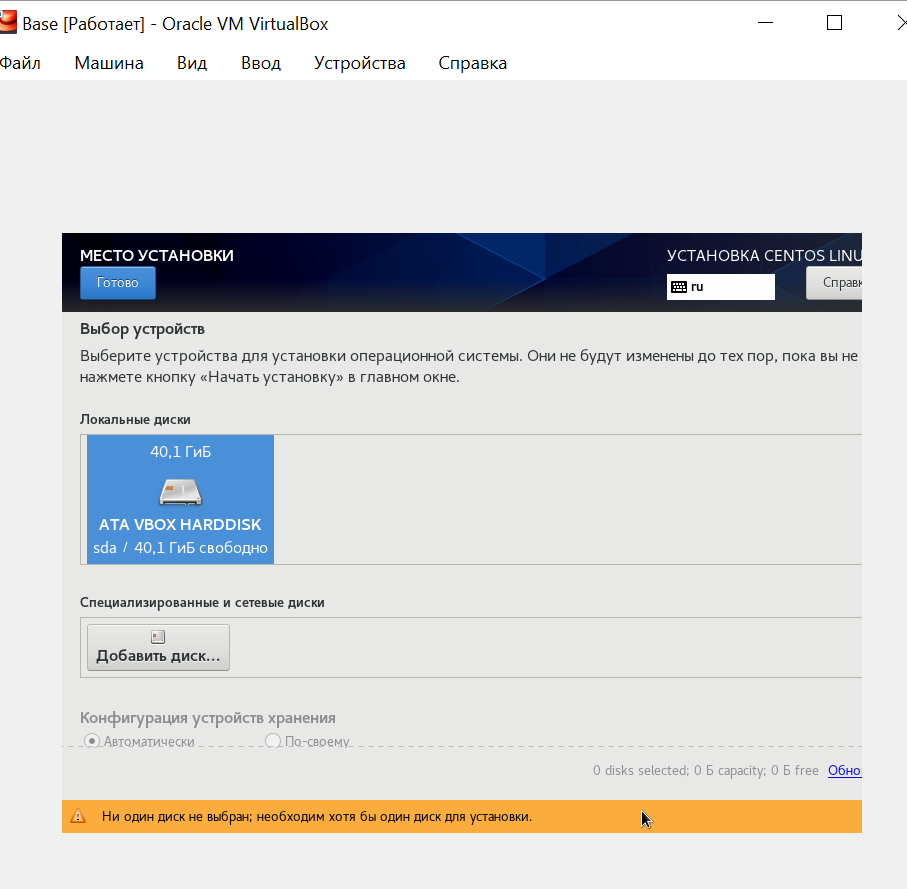 Base [Работает] - Oracle VM VirtualBox
Файл Машина Вид Ввод Устройства Справка
МЕСТО УСТАНОВКИ
УСТАНОВКА CENTOS LINU
Готово
ru
Справк
Выбор устройств
Выберите устройства для установки операционной системы. Они не будут изменены до тех пор, пока вы не
нажмете кнопку «Начать установку» в главном окне.
Локальные диски
40,1 ГиБ
ATA VBOX HARDDISK
sda / 40,1 ГиБ свободно
Специализированные и сетевые диски
Добавить диск...
Конфигурация устройств хранения
Автоматически По-своему
0 disks selected; 0 Б capacity; 0 Б free Обно
Ни один диск не выбран; необходим хотя бы один диск для установки.